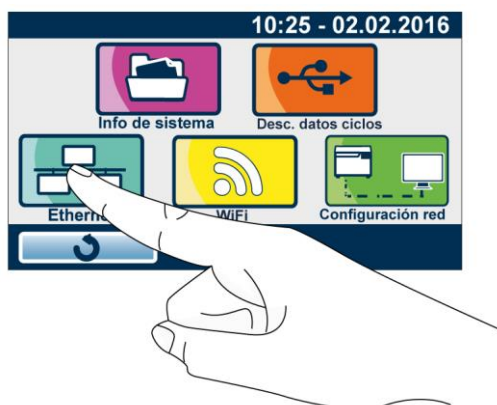 10:25 - 02.02.2016
Info de sistema
Desc. datos ciclos
WiFi
Configuración red